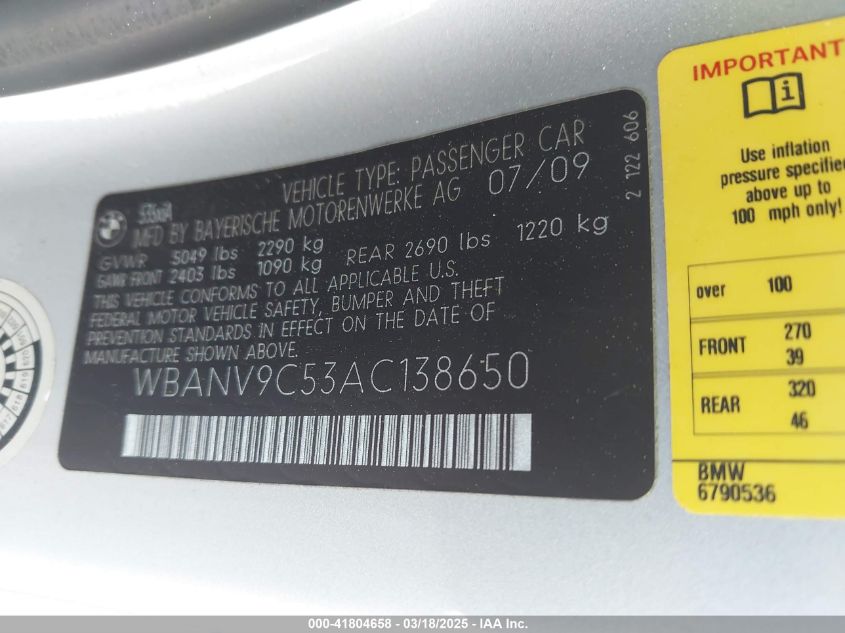 BMW
535xiA
VEHICLE TYPE: PASSENGER CAR
MFD BY BAYERISCHE MOTORENWERKE AG 07/09
GVWR 5049 lbs 2290 kg
GAWR FRONT 2403 lbs 1090 kg REAR 2690 lbs 1220 kg
THIS VEHICLE CONFORMS TO ALL APPLICABLE U.S.
FEDERAL MOTOR VEHICLE SAFETY, BUMPER AND THEFT
PREVENTION STANDARDS IN EFFECT ON THE DATE OF
MANUFACTURE SHOWN ABOVE.
WBANV9C53AC138650
2 122 606
IMPORTANT
i
Use inflation
pressure specifie
above up to
100 mph only!
over 100
FRONT 270
39
REAR 320
46
BMW
6790536
000-41804658 - 03/18/2025 - IAA Inc.